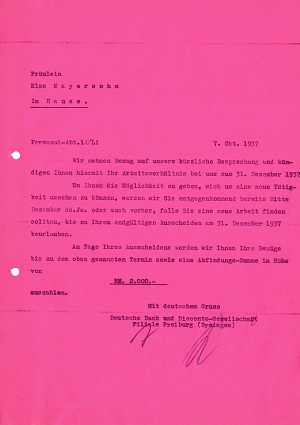 Fräulein
Else Mayersohn
im Hause.
Personal-Abt.14/L1 7. Okt. 1937
Wir nehmen Bezug auf unsere kürzliche Besprechung und kün-
digen Ihnen hiermit Ihr Arbeitsverhältnis bei uns zum 31. Dezember 1937
Um Ihnen die Möglichkeit zu geben, sich um eine neue Tätig-
keit umsehen zu können, werden wir Sie entgegenkommend bereits Mitte
Dezember ds.Js. oder auch vorher, falls Sie eine neue Arbeit finden
sollten, bis zu Ihrem endgültigen Ausscheiden am 31. Dezember 1937
beurlauben.
Am Tage Ihres Ausscheidens werden wir Ihnen Ihre Bezüge
bis zu dem oben genannten Termin sowie eine Abfindungs-Summe in Höhe
von
RM. 2.000.-
auszahlen.
Mit deutschem Gruss
Deutsche Bank und Disconto-Gesellschaft
Filiale Freiburg (Breisgau)